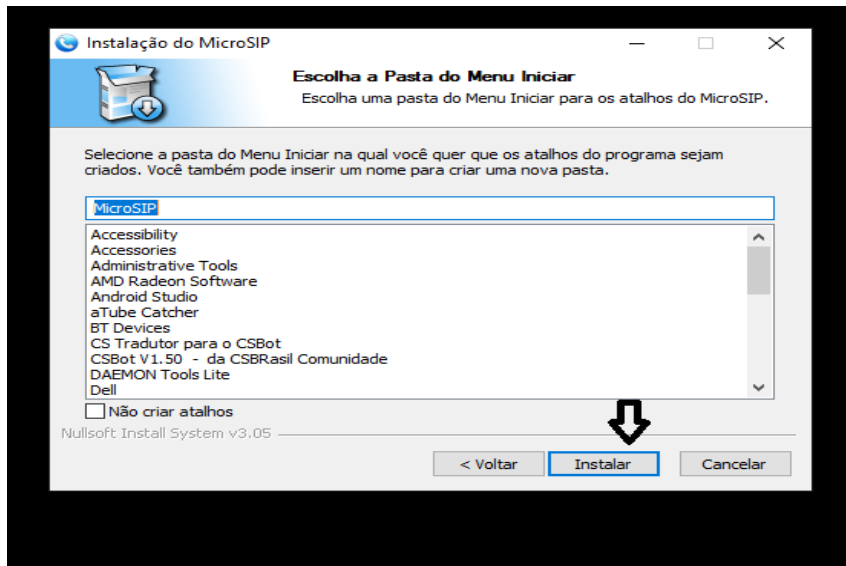 Instalação do MicroSIP
Escolha a Pasta do Menu Iniciar
Escolha uma pasta do Menu Iniciar para os atalhos do MicroSIP.
Selecione a pasta do Menu Iniciar na qual você quer que os atalhos do programa sejam
criados. Você também pode inserir um nome para criar uma nova pasta.
MicroSIP
Accessibility
Accessories
Administrative Tools
AMD Radeon Software
Android Studio
aTube Catcher
BT Devices
CS Tradutor para o CSBot
CSBot V1.50 - da CSBRasil Comunidade
DAEMON Tools Lite
Dell
Não criar atalhos
Nullsoft Install System v3.05
< Voltar
Instalar
Cancelar